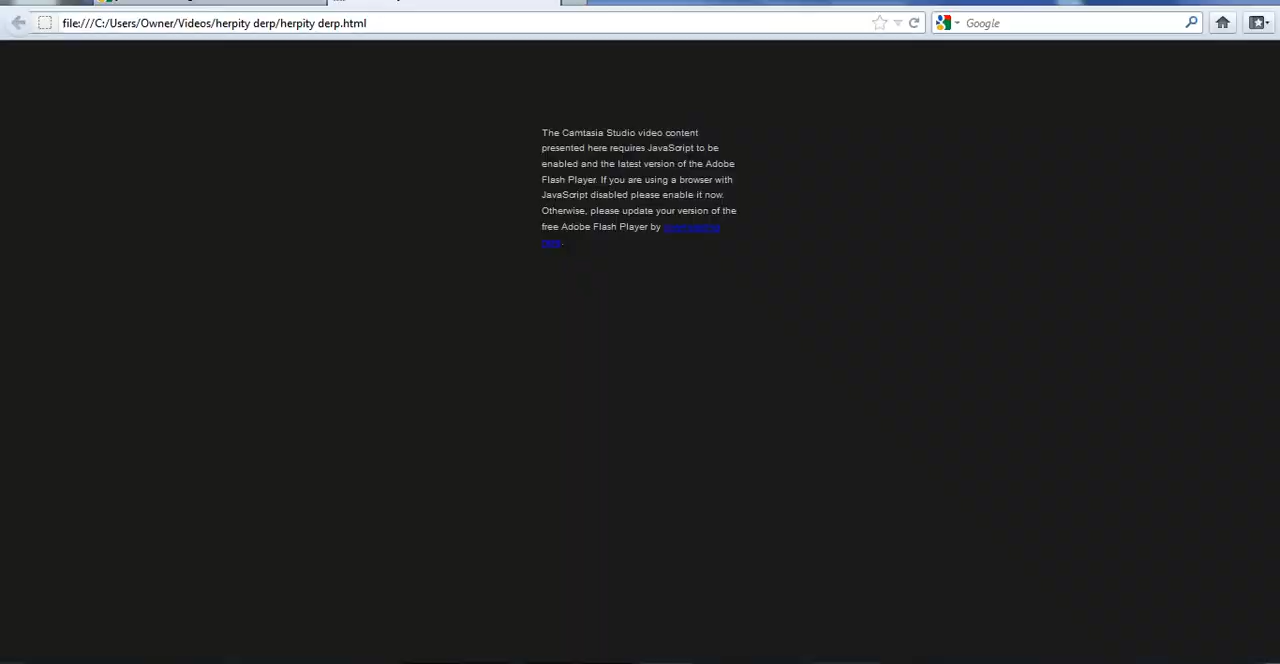 file:///C:/Users/Owner/Videos/herpity derp/herpity derp.html
Google
The Camtasia Studio video content
presented here requires JavaScript to be
enabled and the latest version of the Adobe
Flash Player. If you are using a browser with
JavaScript disabled please enable it now.
Otherwise, please update your version of the
free Adobe Flash Player by downloading
here.